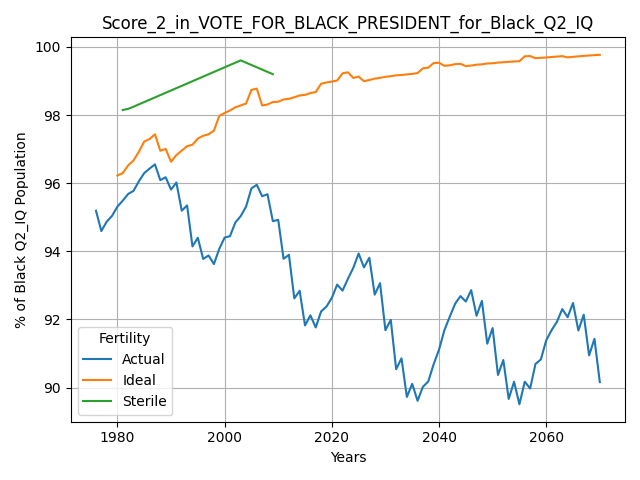 Score_2_in_VOTE_FOR_BLACK_PRESIDENT_for_Black_Q2_IQ
% of Black Q2_IQ Population
100
98
96
94
92
90
Fertility
Actual
Ideal
Sterile
1980
2000
2020
2040
2060
Years